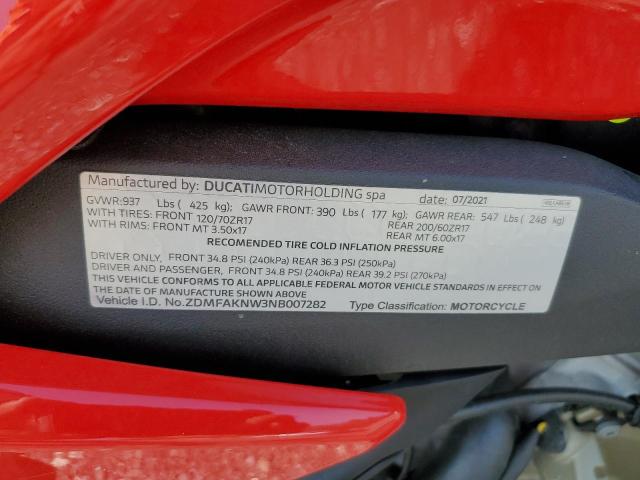 Manufactured by: DUCATIMOTORHOLDING spa date: 07/2021
GVWR:937 Lbs ( 425 kg); GAWR FRONT: 390 Lbs ( 177 kg); GAWR REAR: 547 Lbs ( 248 kg)
WITH TIRES: FRONT 120/70ZR17 REAR 200/60ZR17
WITH RIMS: FRONT MT 3.50x17 REAR MT 6.00x17
RECOMENDED TIRE COLD INFLATION PRESSURE
DRIVER ONLY, FRONT 34.8 PSI (240kPa) REAR 36.3 PSI (250kPa)
DRIVER AND PASSENGER, FRONT 34.8 PSI (240kPa) REAR 39.2 PSI (270kPa)
THIS VEHICLE CONFORMS TO ALL APPLICABLE FEDERAL MOTOR VEHICLE STANDARDS IN EFFECT ON
THE DATE OF MANUFACTURE SHOWN ABOVE
Vehicle I.D. No.ZDMFAKNW3NB007282 Type Classification: MOTORCYCLE